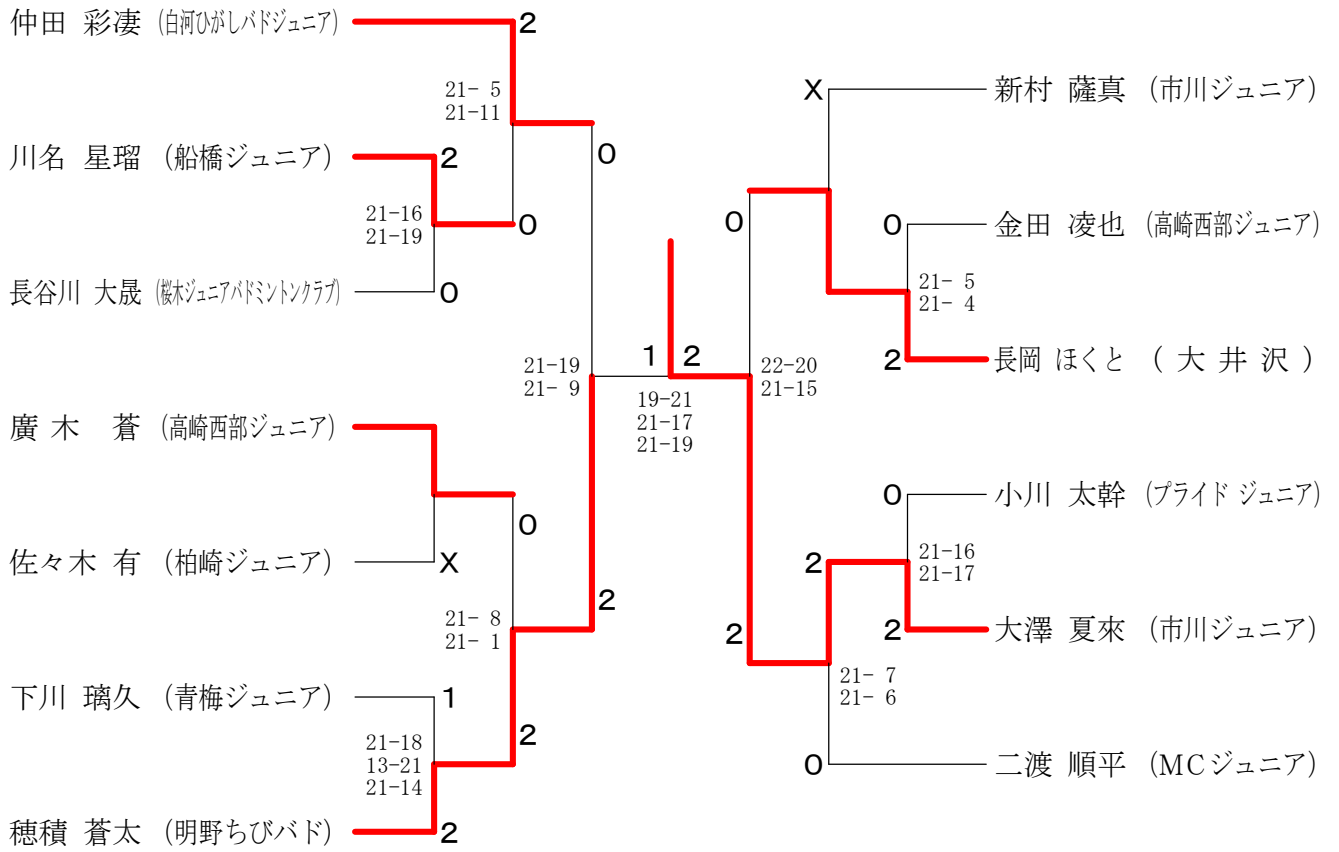 仲田 彩凄 (白河ひがしバドジュニア)
2
21- 5
21-11
川名 星瑠 (船橋ジュニア)
2
0
21-16
21-19
0
長谷川 大晟 (桜木ジュニアバドミントンクラブ)
0
21-19
21- 9
廣木 蒼 (高崎西部ジュニア)
0
佐々木 有 (柏崎ジュニア)
X
21- 8
21- 1
2
下川 璃久 (青梅ジュニア)
1
21-18
13-21
21-14
2
穂積 蒼太 (明野ちびバド)
2
1
2
19-21
21-17
21-19
X
新村 薩真 (市川ジュニア)
0
0
金田 凌也 (高崎西部ジュニア)
21- 5
21- 4
2
長岡 ほくと (大井沢)
22-20
21-15
0
小川 太幹 (プライド ジュニア)
2
21-16
21-17
2
2
大澤 夏來 (市川ジュニア)
21- 7
21- 6
0
二渡 順平 (MCジュニア)